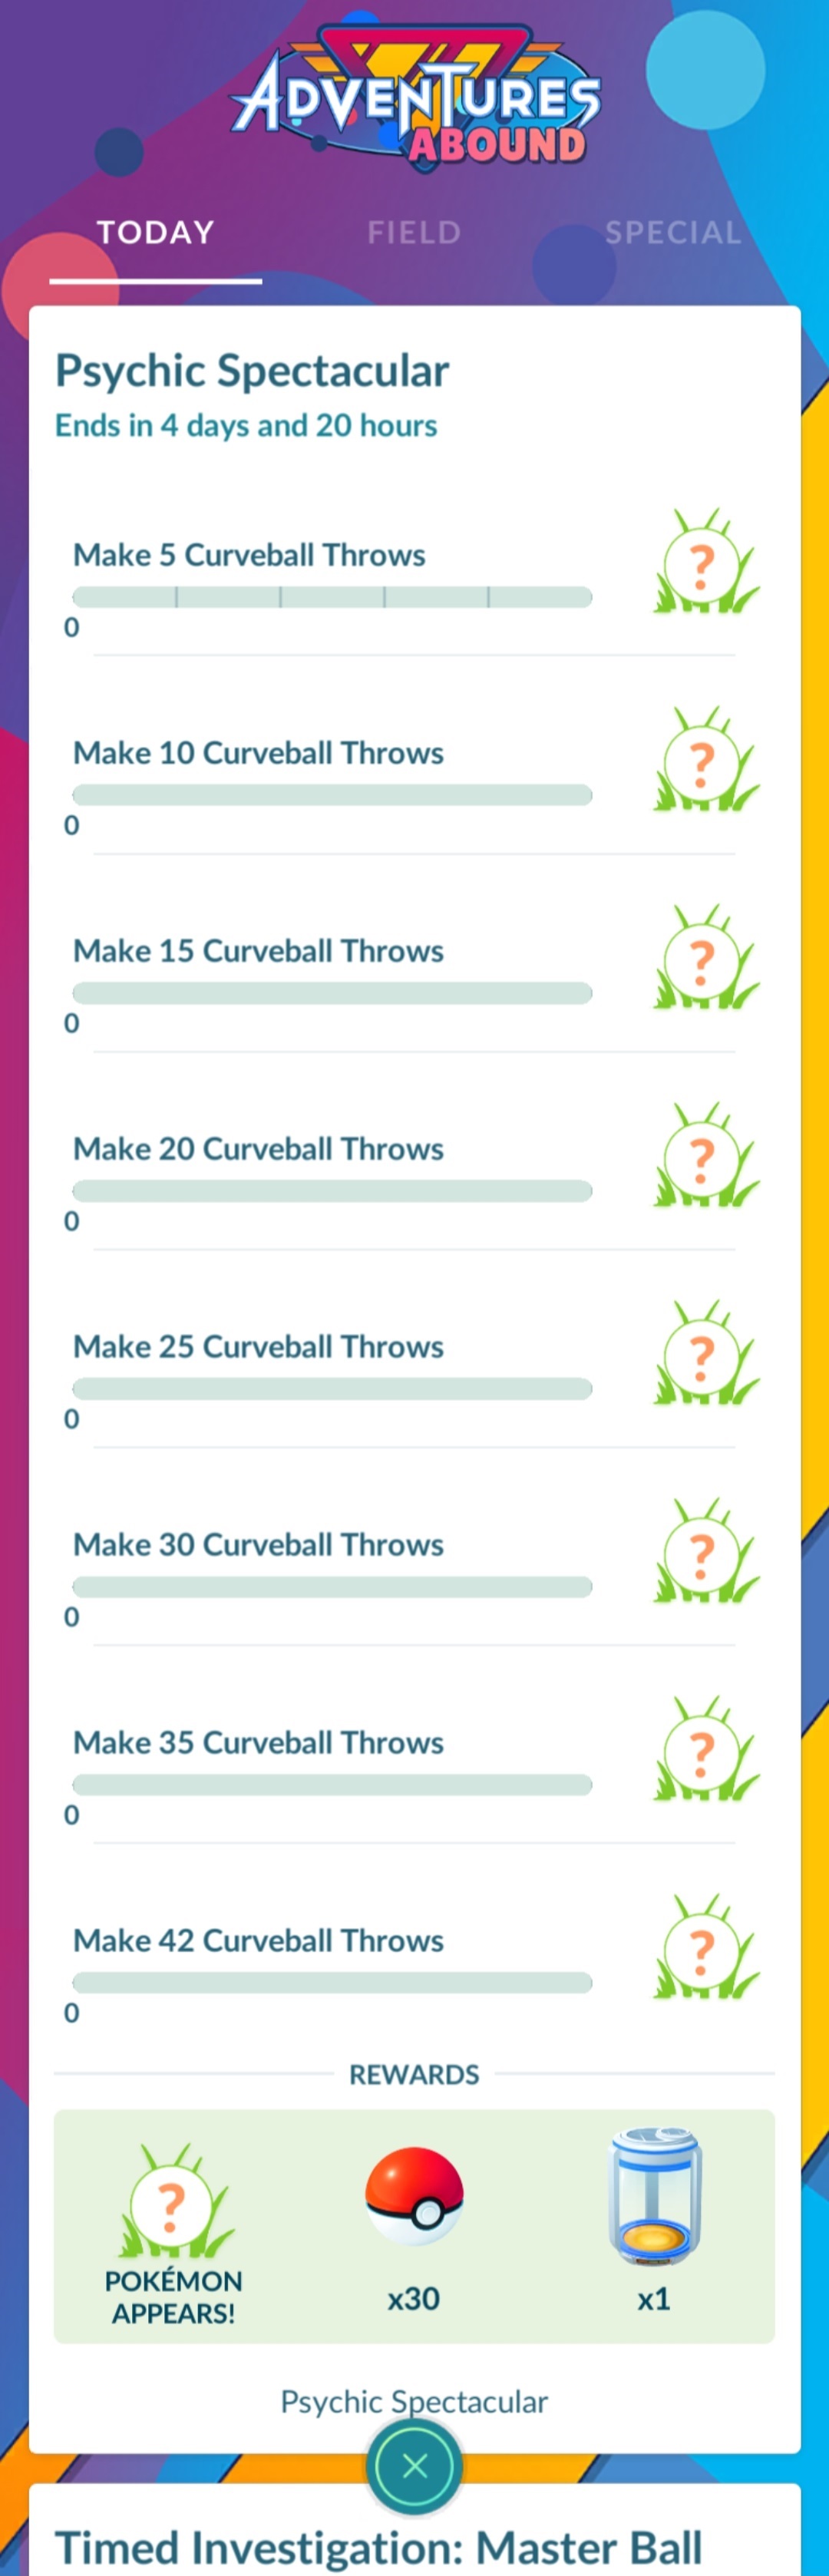 ADVENTURES
ABOUND
TODAY FIELD SPECIAL
Psychic Spectacular
Ends in 4 days and 20 hours
Make 5 Curveball Throws
?
0
Make 10 Curveball Throws
?
0
Make 15 Curveball Throws
?
0
Make 20 Curveball Throws
?
0
Make 25 Curveball Throws
?
0
Make 30 Curveball Throws
?
0
Make 35 Curveball Throws
?
0
Make 42 Curveball Throws
?
0
REWARDS
?
POKÉMON
APPEARS!
x30
x1
Psychic Spectacular
Timed Investigation: Master Ball